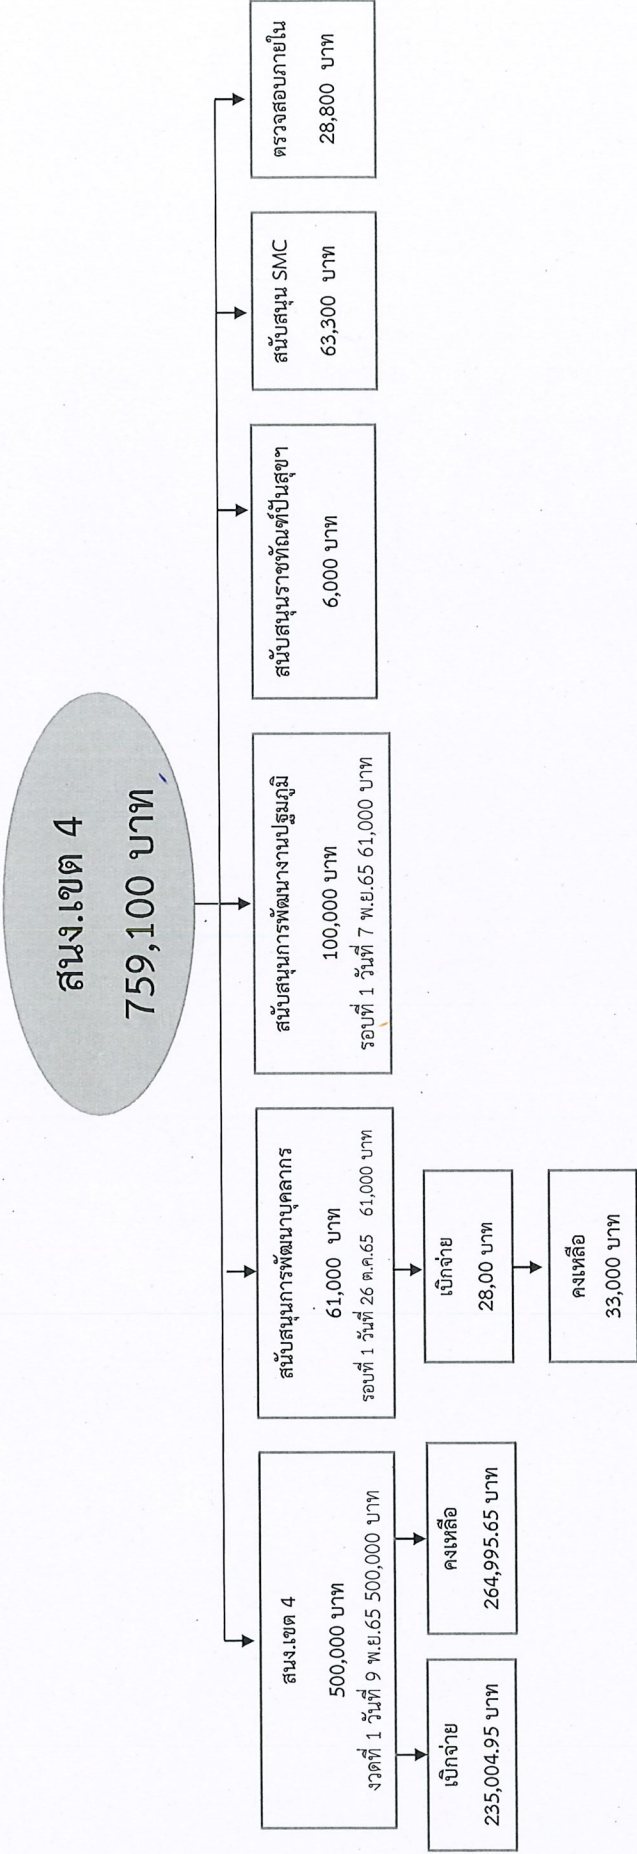 สนง.เขต 4
759,100 บาท
สนง.เขต 4
500,000 บาท
งวดที่ 1 วันที่ 9 พ.ย.65 500,000 บาท
เบิกจ่าย
235,004.95 บาท
คงเหลือ
264,995.65 บาท
สนับสนุนการพัฒนาบุคลากร
61,000 บาท
รอบที่ 1 วันที่ 26 ต.ค.65 61,000 บาท
เบิกจ่าย
28,00 บาท
คงเหลือ
33,000 บาท
สนับสนุนการพัฒนางานปฐมภูมิ
100,000 บาท
รอบที่ 1 วันที่ 7 พ.ย.65 61,000 บาท
สนับสนุนราชทัณฑ์ปันสุขฯ
6,000 บาท
สนับสนุน SMC
63,300 บาท
ตรวจสอบภายใน
28,800 บาท